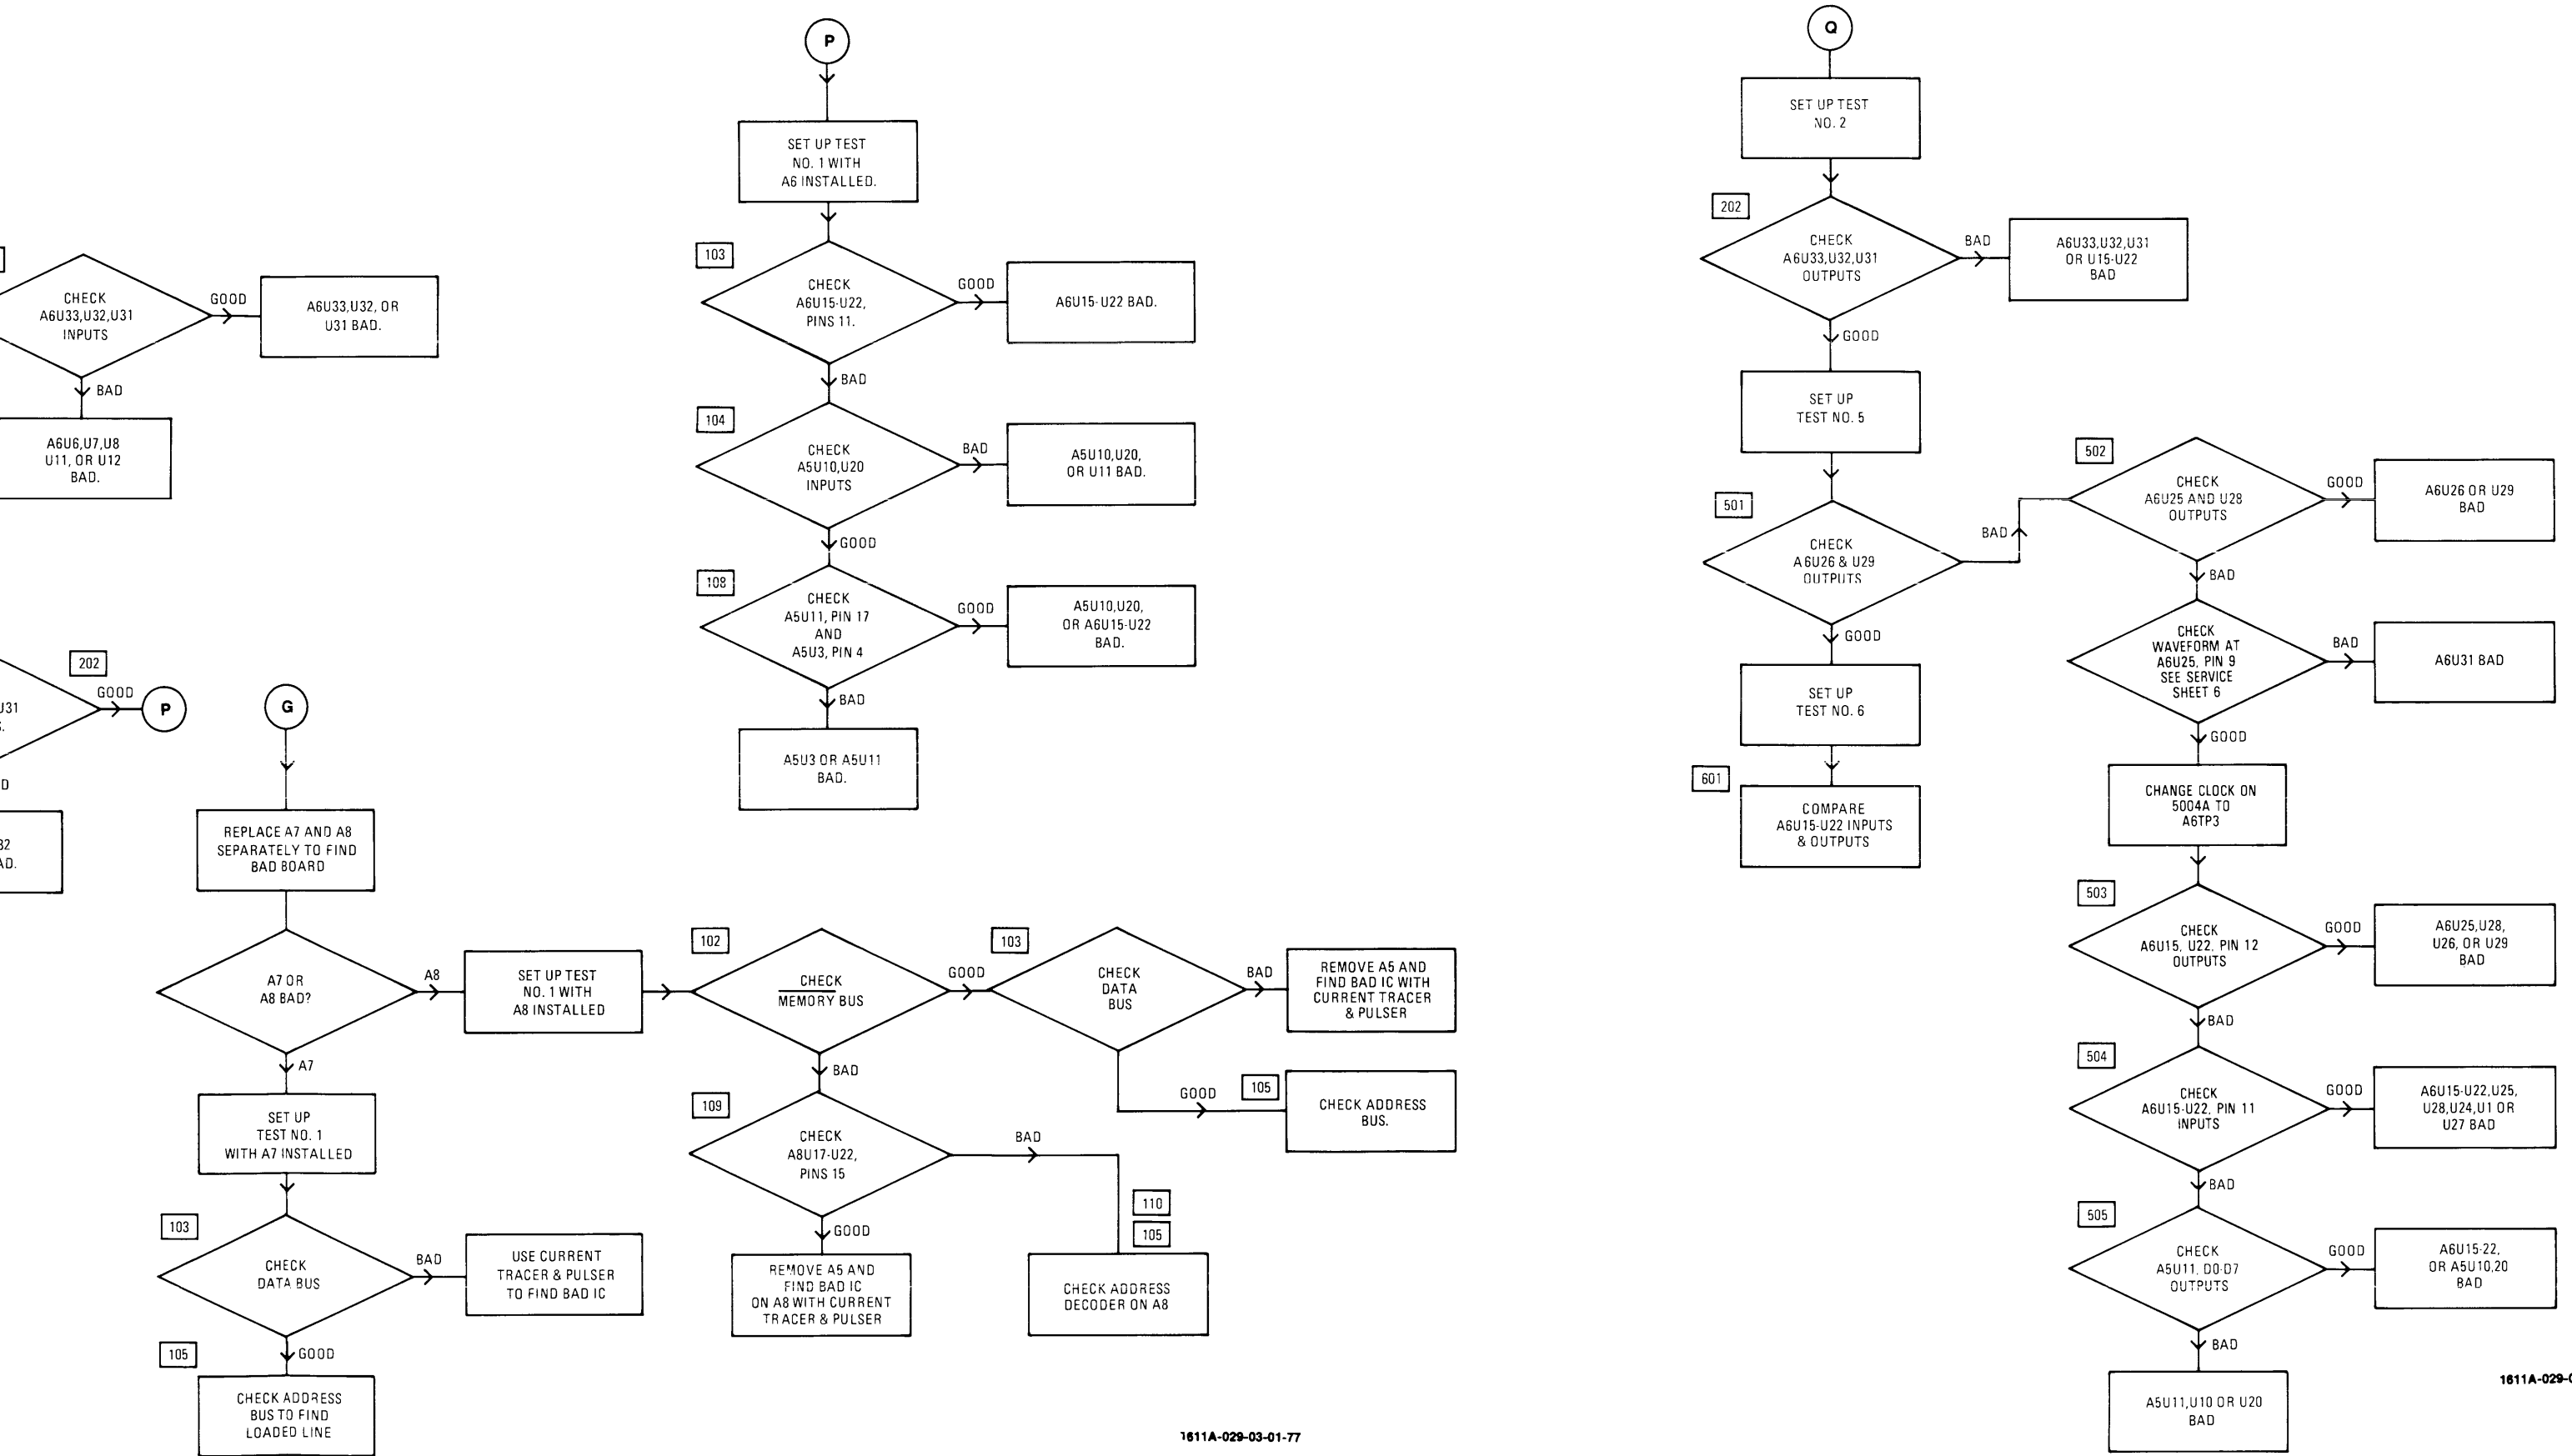 CHECK
A6U33,U32,U31
INPUTS
GOOD
A6U33,U32, OR
U31 BAD.
BAD
A6U6,U7,U8
U11, OR U12
BAD.
202
GOOD
P
G
REPLACE A7 AND A8
SEPARATELY TO FIND
BAD BOARD
A7 OR
A8 BAD?
A8
SET UP TEST
NO. 1 WITH
A8 INSTALLED
A7
SET UP
TEST NO. 1
WITH A7 INSTALLED
103
CHECK
DATA BUS
BAD
USE CURRENT
TRACER & PULSER
TO FIND BAD IC
105
GOOD
CHECK ADDRESS
BUS TO FIND
LOADED LINE
102
CHECK
MEMORY BUS
GOOD
103
CHECK
DATA
BUS
BAD
REMOVE A5 AND
FIND BAD IC WITH
CURRENT TRACER
& PULSER
GOOD
105
CHECK ADDRESS
BUS.
BAD
109
CHECK
A8U17-U22,
PINS 15
BAD
110
105
CHECK ADDRESS
DECODER ON A8
GOOD
REMOVE A5 AND
FIND BAD IC
ON A8 WITH CURRENT
TRACER & PULSER
P
SET UP TEST
NO. 1 WITH
A6 INSTALLED.
103
CHECK
A6U15-U22,
PINS 11.
GOOD
A6U15-U22 BAD.
BAD
104
CHECK
A5U10,U20
INPUTS
BAD
A5U10,U20,
OR U11 BAD.
GOOD
108
CHECK
A5U11, PIN 17
AND
A5U3, PIN 4
GOOD
A5U10,U20,
OR A6U15-U22
BAD.
BAD
A5U3 OR A5U11
BAD.
1611A-029-03-01-77
Q
SET UP TEST
NO. 2
202
CHECK
A6U33,U32,U31
OUTPUTS
BAD
A6U33,U32,U31
OR U15-U22
BAD
GOOD
SET UP
TEST NO. 5
501
CHECK
A6U26 & U29
OUTPUTS
BAD
GOOD
SET UP
TEST NO. 6
601
COMPARE
A6U15-U22 INPUTS
& OUTPUTS
502
CHECK
A6U25 AND U28
OUTPUTS
GOOD
A6U26 OR U29
BAD
BAD
CHECK
WAVEFORM AT
A6U25, PIN 9
SEE SERVICE
SHEET 6
BAD
A6U31 BAD
GOOD
CHANGE CLOCK ON
5004A TO
A6TP3
503
CHECK
A6U15, U22, PIN 12
OUTPUTS
GOOD
A6U25,U28,
U26, OR U29
BAD
BAD
504
CHECK
A6U15-U22, PIN 11
INPUTS
GOOD
A6U15-U22,U25,
U28,U24,U1 OR
U27 BAD
BAD
505
CHECK
A5U11, D0-D7
OUTPUTS
GOOD
A6U15-22,
OR A5U10,20
BAD
BAD
A5U11,U10 OR U20
BAD